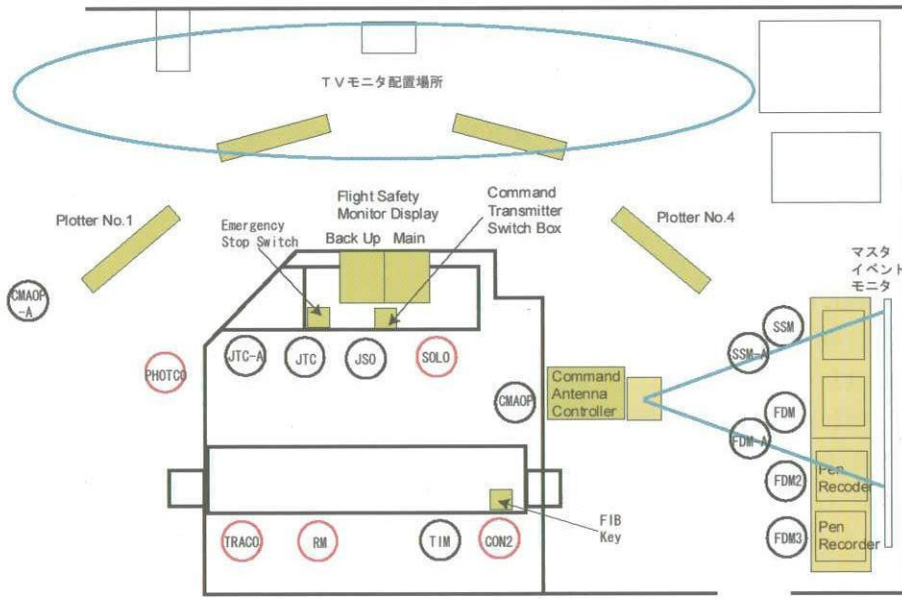 TVモニタ配置場所
Plotter No.1
Emergency
Stop Switch
Flight Safety
Monitor Display
Back Up
Main
Command
Transmitter
Switch Box
Plotter No.4
マスタ
イベント
モニタ
CMAOP
-A
PHOTCO
JTC-A
JTC
JSO
SOLO
CMAOP
Command
Antenna
Controller
SSM
SSM-A
FDM
FDM-A
FDM2
Pen
Recoder
FDM3
Pen
Recorder
TRACO
RM
TIM
CON2
FIB
Key